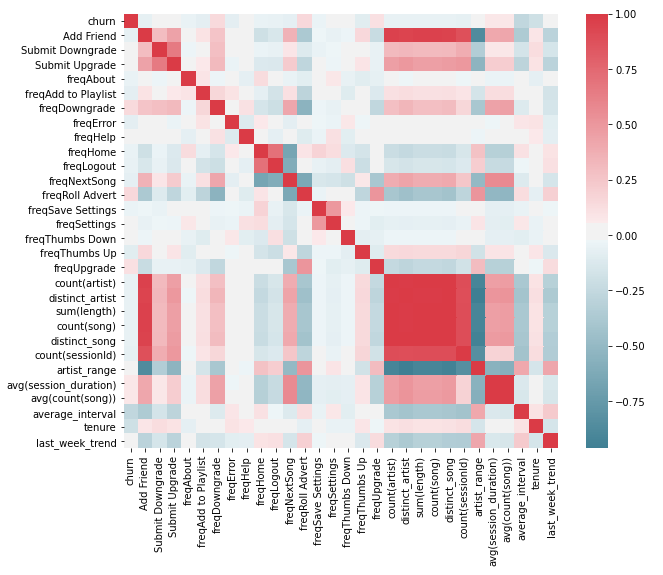 churn
Add Friend
Submit Downgrade
Submit Upgrade
freqAbout
freqAdd to Playlist
freqDowngrade
freqError
freqHelp
freqHome
freqLogout
freqNextSong
freqRoll Advert
freqSave Settings
freqSettings
freqThumbs Down
freqThumbs Up
freqUpgrade
count(artist)
distinct_artist
sum(length)
count(song)
distinct_song
count(sessionId)
artist_range
avg(session_duration)
avg(count(song))
average_interval
tenure
last_week_trend
churn
Add Friend
Submit Downgrade
Submit Upgrade
freqAbout
freqAdd to Playlist
freqDowngrade
freqError
freqHelp
freqHome
freqLogout
freqNextSong
freqRoll Advert
freqSave Settings
freqSettings
freqThumbs Down
freqThumbs Up
freqUpgrade
count(artist)
distinct_artist
sum(length)
count(song)
distinct_song
count(sessionId)
artist_range
avg(session_duration)
avg(count(song))
average_interval
tenure
last_week_trend
1.00
0.75
0.50
0.25
0.00
−0.25
−0.50
−0.75